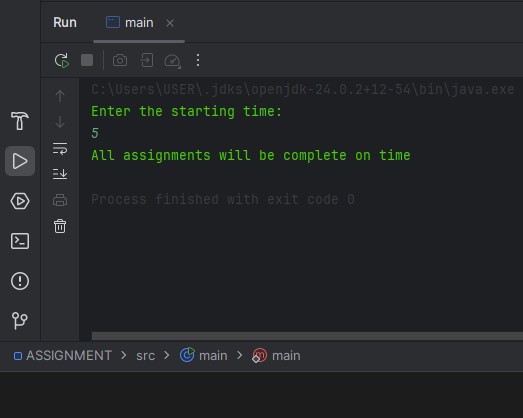 Run
main
C:\Users\USER\.jdks\openjdk-24.0.2+12-54\bin\java.exe
Enter the starting time:
5
All assignments will be complete on time
Process finished with exit code 0
ASSIGNMENT > src > main > main